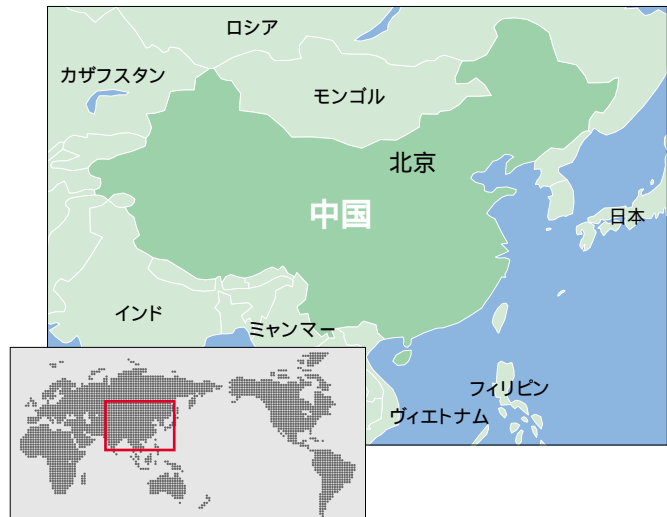 ロシア
カザフスタン
モンゴル
北京
中国
日本
インド
ミャンマー
フィリピン
ヴィエトナム